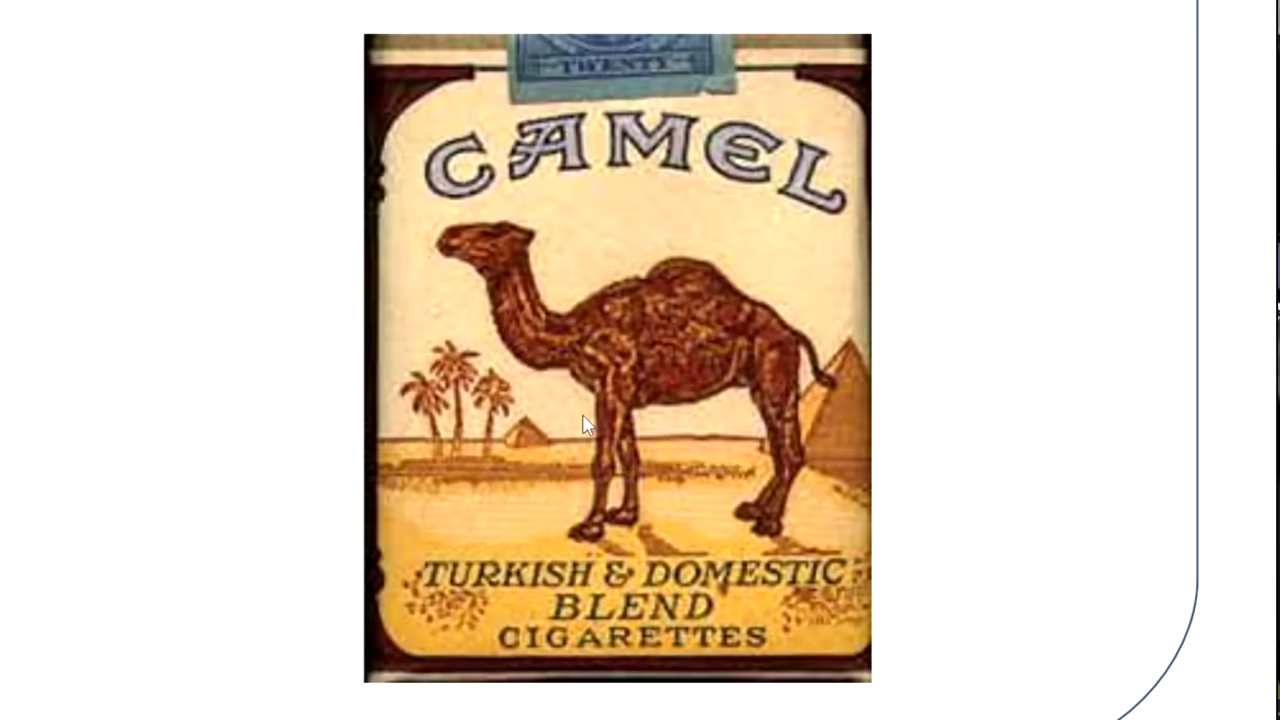 TWENTY
CAMEL
TURKISH & DOMESTIC
BLEND
CIGARETTES